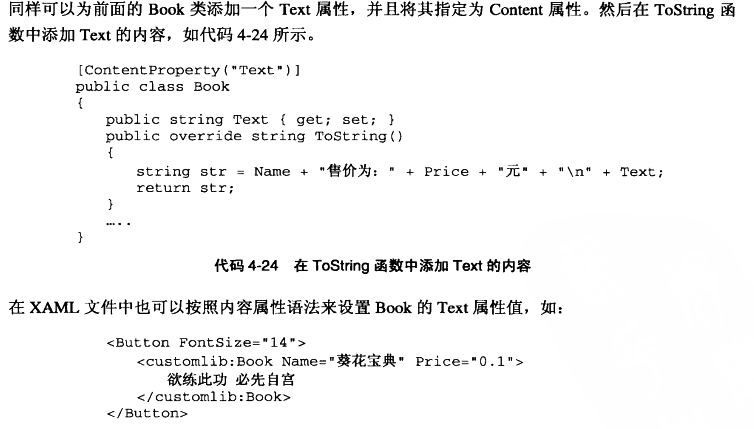 同样可以为前面的 Book 类添加一个 Text 属性，并且将其指定为 Content 属性。然后在 ToString 函
数中添加 Text 的内容，如代码 4-24 所示。
[ContentProperty("Text")]
public class Book
{
public string Text { get; set; }
public override string ToString()
{
string str = Name + "售价为：" + Price + "元" + "\n" + Text;
return str;
}
…..
}
代码 4-24 在 ToString 函数中添加 Text 的内容
在 XAML 文件中也可以按照内容属性语法来设置 Book 的 Text 属性值，如：
<Button FontSize="14">
<customlib:Book Name="葵花宝典" Price="0.1">
欲练此功 必先自宫
</customlib:Book>
</Button>